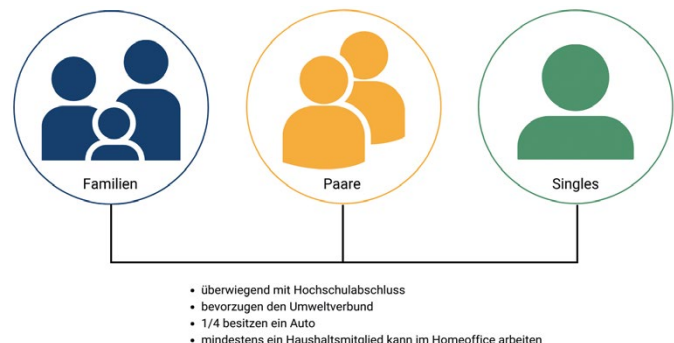 Familien Paare Singles
• überwiegend mit Hochschulabschluss
• bevorzugen den Umweltverbund
• 1/4 besitzen ein Auto
• mindestens ein Haushaltsmitglied kann im Homeoffice arbeiten